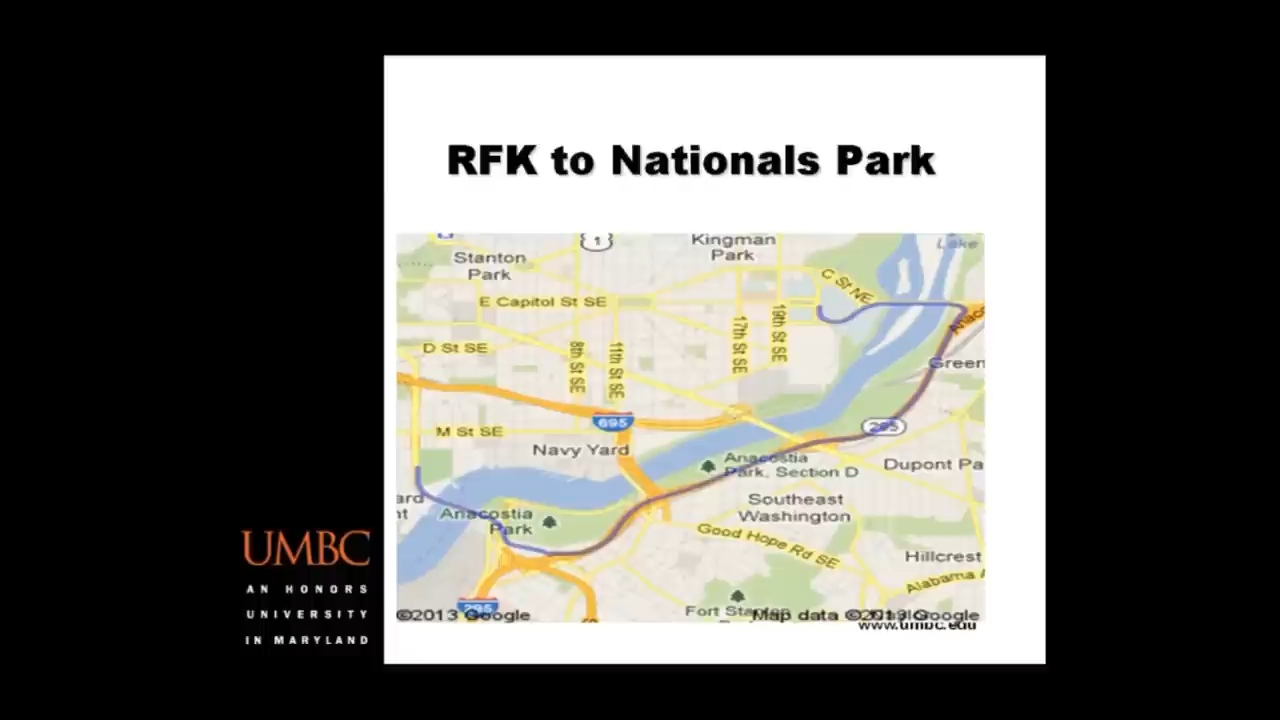 RFK to Nationals Park
1
Kingman
Park
Lake
Stanton
Park
C St NE
E Capitol St SE
19th St SE
17th St SE
D St SE
8th St SE
11th St SE
Green
695
M St SE
295
Navy Yard
Anacostia
Park, Section D
Dupont Pa
Southeast
Washington
Anacostia
Park
Good Hope Rd SE
Hillcrest
Alabama A
295
©2013 Google
Map data ©2013 Google
www.umbc.edu
UMBC
AN HONORS
UNIVERSITY
IN MARYLAND